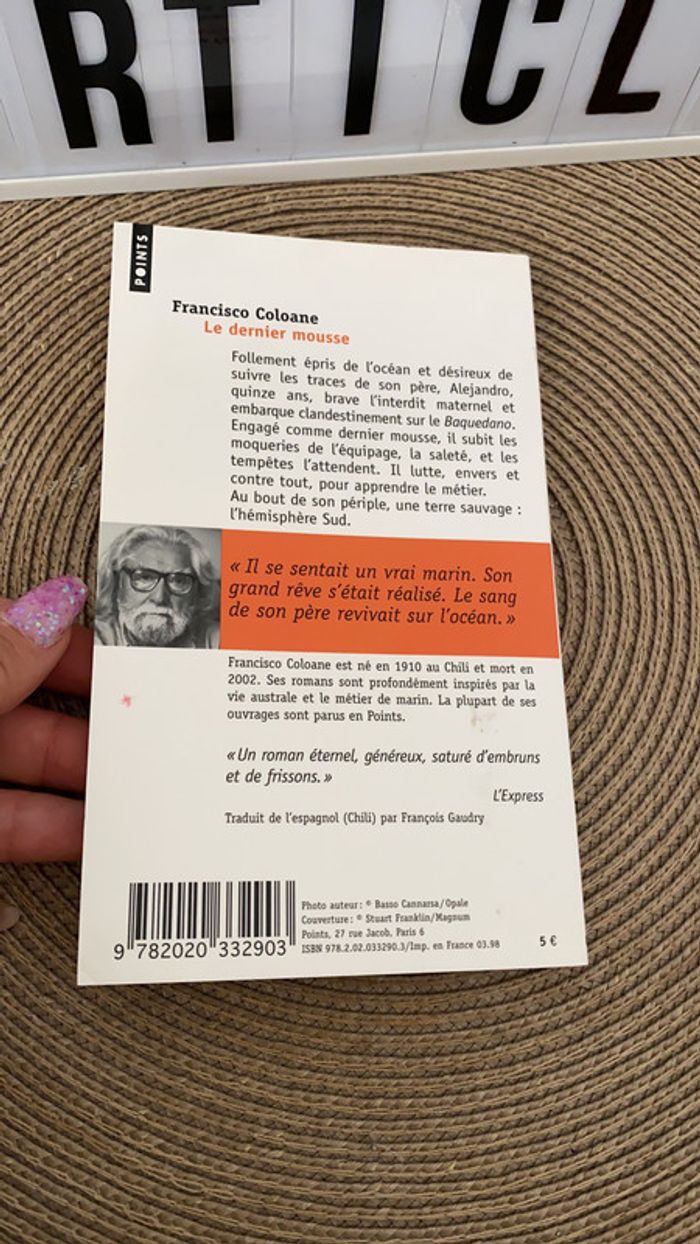 RTICL
POINTS
Francisco Coloane
Le dernier mousse
Follement épris de l'océan et désireux de
suivre les traces de son père, Alejandro,
quinze ans, brave l'interdit maternel et
embarque clandestinement sur le Baquedano.
Engagé comme dernier mousse, il subit les
moqueries de l'équipage, la saleté, et les
tempêtes l'attendent. Il lutte, envers et
contre tout, pour apprendre le métier.
Au bout de son périple, une terre sauvage :
l'hémisphère Sud.
« Il se sentait un vrai marin. Son
grand rêve s'était réalisé. Le sang
de son père revivait sur l'océan. »
Francisco Coloane est né en 1910 au Chili et mort en
2002. Ses romans sont profondément inspirés par la
vie australe et le métier de marin. La plupart de ses
ouvrages sont parus en Points.
« Un roman éternel, généreux, saturé d'embruns
et de frissons. »
L'Express
Traduit de l'espagnol (Chili) par François Gaudry
9 782020 332903
Photo auteur : © Basso Cannarsa / Opale
Couverture : © Stuart Franklin/Magnum
Points, 27 rue Jacob, Paris 6
ISBN 978.2.02.033290.3/Imp. en France 03.98
5 €